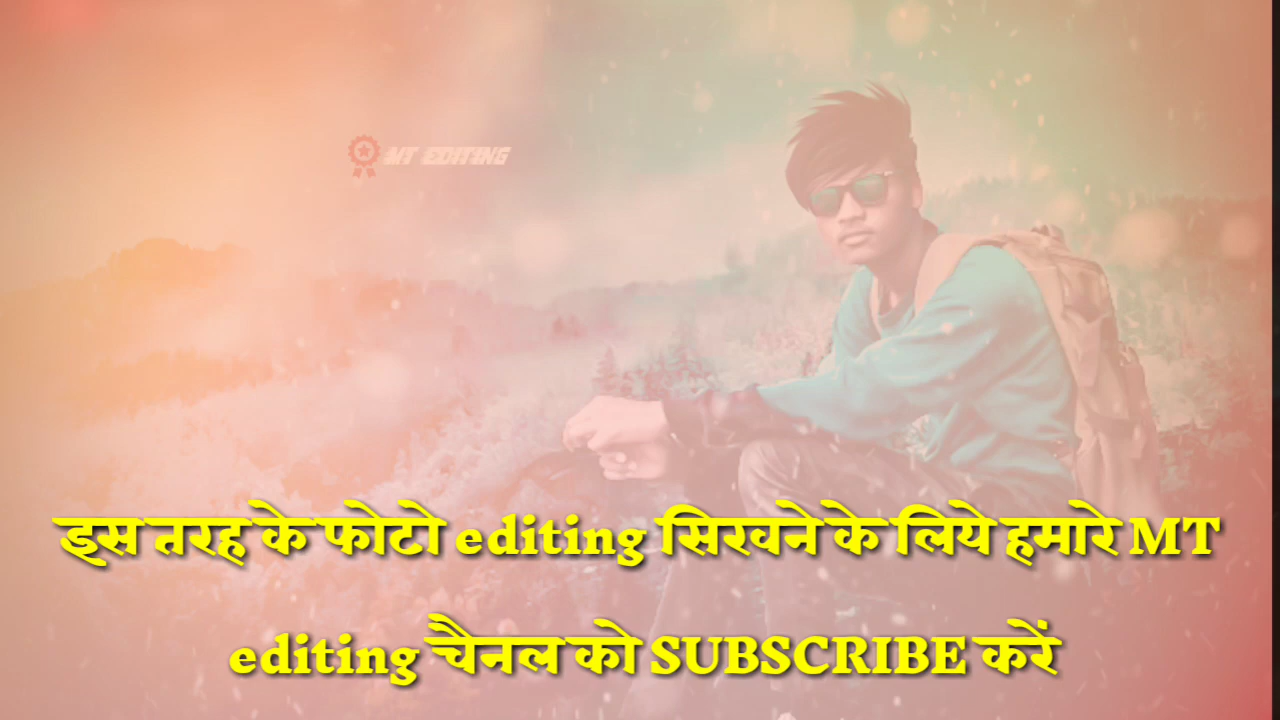 MT EDITING
इस तरह के फोटो editing सिखने के लिये हमारे MT
editing चैनल को SUBSCRIBE करें